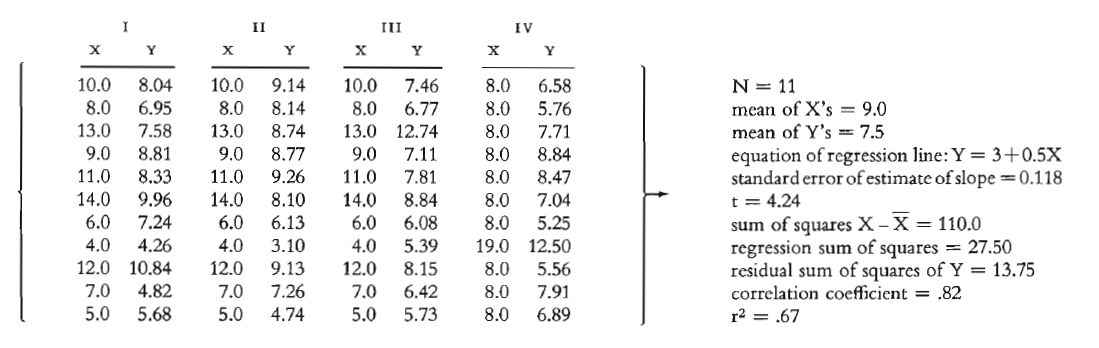 I II III IV
X Y X Y X Y X Y
10.0 8.04 10.0 9.14 10.0 7.46 8.0 6.58
8.0 6.95 8.0 8.14 8.0 6.77 8.0 5.76
13.0 7.58 13.0 8.74 13.0 12.74 8.0 7.71
9.0 8.81 9.0 8.77 9.0 7.11 8.0 8.84
11.0 8.33 11.0 9.26 11.0 7.81 8.0 8.47
14.0 9.96 14.0 8.10 14.0 8.84 8.0 7.04
6.0 7.24 6.0 6.13 6.0 6.08 8.0 5.25
4.0 4.26 4.0 3.10 4.0 5.39 19.0 12.50
12.0 10.84 12.0 9.13 12.0 8.15 8.0 5.56
7.0 4.82 7.0 7.26 7.0 6.42 8.0 7.91
5.0 5.68 5.0 4.74 5.0 5.73 8.0 6.89
N = 11
mean of X's = 9.0
mean of Y's = 7.5
equation of regression line: Y = 3+0.5X
standard error of estimate of slope = 0.118
t = 4.24
sum of squares X – X̅ = 110.0
regression sum of squares = 27.50
residual sum of squares of Y = 13.75
correlation coefficient = .82
r² = .67